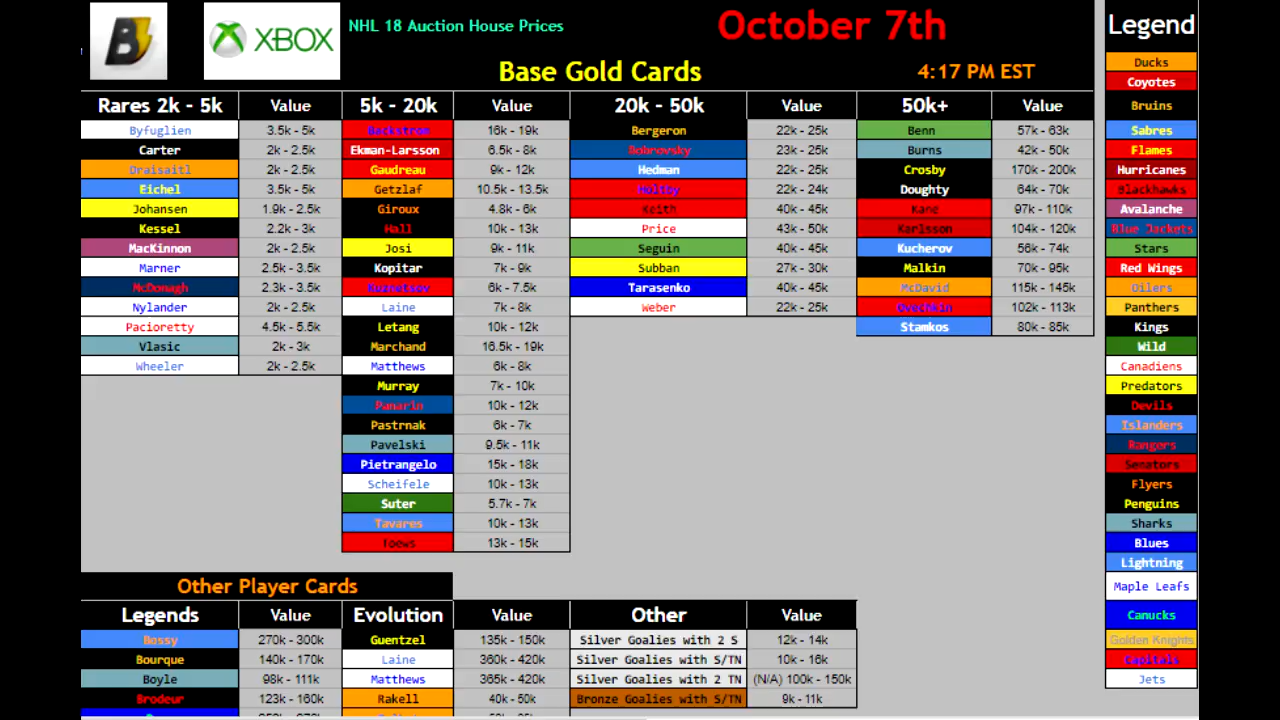 NHL 18 Auction House Prices
October 7th
Legend
XBOX
Base Gold Cards
4:17 PM EST
Rares 2k - 5k Value 5k - 20k Value 20k - 50k Value 50k+ Value
Byfuglien 3.5k - 5k Backstrom 16k - 19k Bergeron 22k - 25k Benn 57k - 63k
Carter 2k - 2.5k Ekman-Larsson 6.5k - 8k Bobrovsky 23k - 25k Burns 42k - 50k
Draisaitl 2k - 2.5k Gaudreau 9k - 12k Hedman 22k - 25k Crosby 170k - 200k
Eichel 3.5k - 5k Getzlaf 10.5k - 13.5k Holtby 22k - 24k Doughty 64k - 70k
Johansen 1.9k - 2.5k Giroux 4.8k - 6k Keith 40k - 45k Kane 97k - 110k
Kessel 2.2k - 3k Hall 10k - 13k Price 43k - 50k Karlsson 104k - 120k
MacKinnon 2k - 2.5k Josi 9k - 11k Seguin 40k - 45k Kucherov 56k - 74k
Marner 2.5k - 3.5k Kopitar 7k - 9k Subban 27k - 30k Malkin 70k - 95k
McDonagh 2.3k - 3.5k Kuznetsov 6k - 7.5k Tarasenko 40k - 45k McDavid 115k - 145k
Nylander 2k - 2.5k Laine 7k - 8k Weber 22k - 25k Ovechkin 102k - 113k
Pacioretty 4.5k - 5.5k Letang 10k - 12k Stamkos 80k - 85k
Vlasic 2k - 3k Marchand 16.5k - 19k
Wheeler 2k - 2.5k Matthews 6k - 8k
Murray 7k - 10k
Panarin 10k - 12k
Pastrnak 6k - 7k
Pavelski 9.5k - 11k
Pietrangelo 15k - 18k
Scheifele 10k - 13k
Suter 5.7k - 7k
Tavares 10k - 13k
Toews 13k - 15k
Other Player Cards
Legends Value Evolution Value Other Value
Bossy 270k - 300k Guentzel 135k - 150k Silver Goalies with 2 S 12k - 14k
Bourque 140k - 170k Laine 360k - 420k Silver Goalies with S/TN 10k - 16k
Boyle 98k - 111k Matthews 365k - 420k Silver Goalies with 2 TN (N/A) 100k - 150k
Brodeur 123k - 160k Rakell 40k - 50k Bronze Goalies with S/TN 9k - 11k
Ducks
Coyotes
Bruins
Sabres
Flames
Hurricanes
Blackhawks
Avalanche
Blue Jackets
Stars
Red Wings
Oilers
Panthers
Kings
Wild
Canadiens
Predators
Devils
Islanders
Rangers
Senators
Flyers
Penguins
Sharks
Blues
Lightning
Maple Leafs
Canucks
Golden Knights
Capitals
Jets